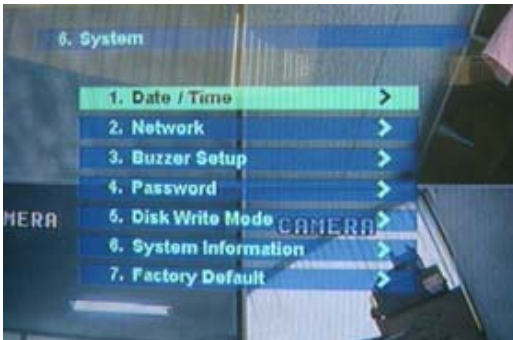 6. System
1. Date / Time >
2. Network >
3. Buzzer Setup >
4. Password >
5. Disk Write Mode >
MERA
CAMERA
6. System Information >
7. Factory Default >